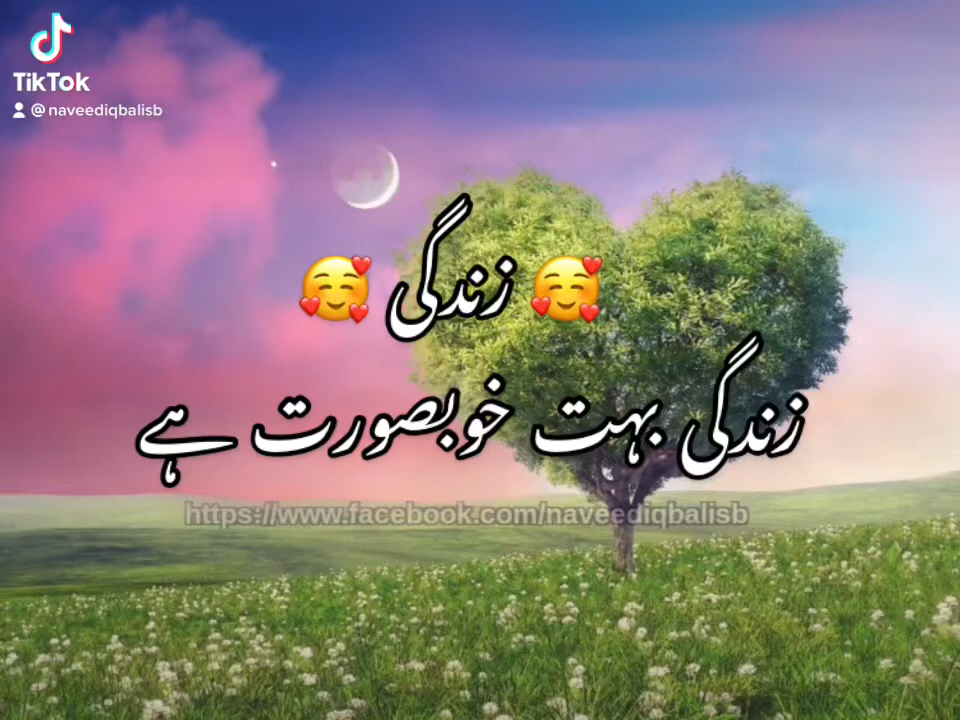 TikTok
@naveediqbalisb
🥰 زندگی 🥰
زندگی بہت خوبصورت ہے
https://www.facebook.com/naveediqbalisb